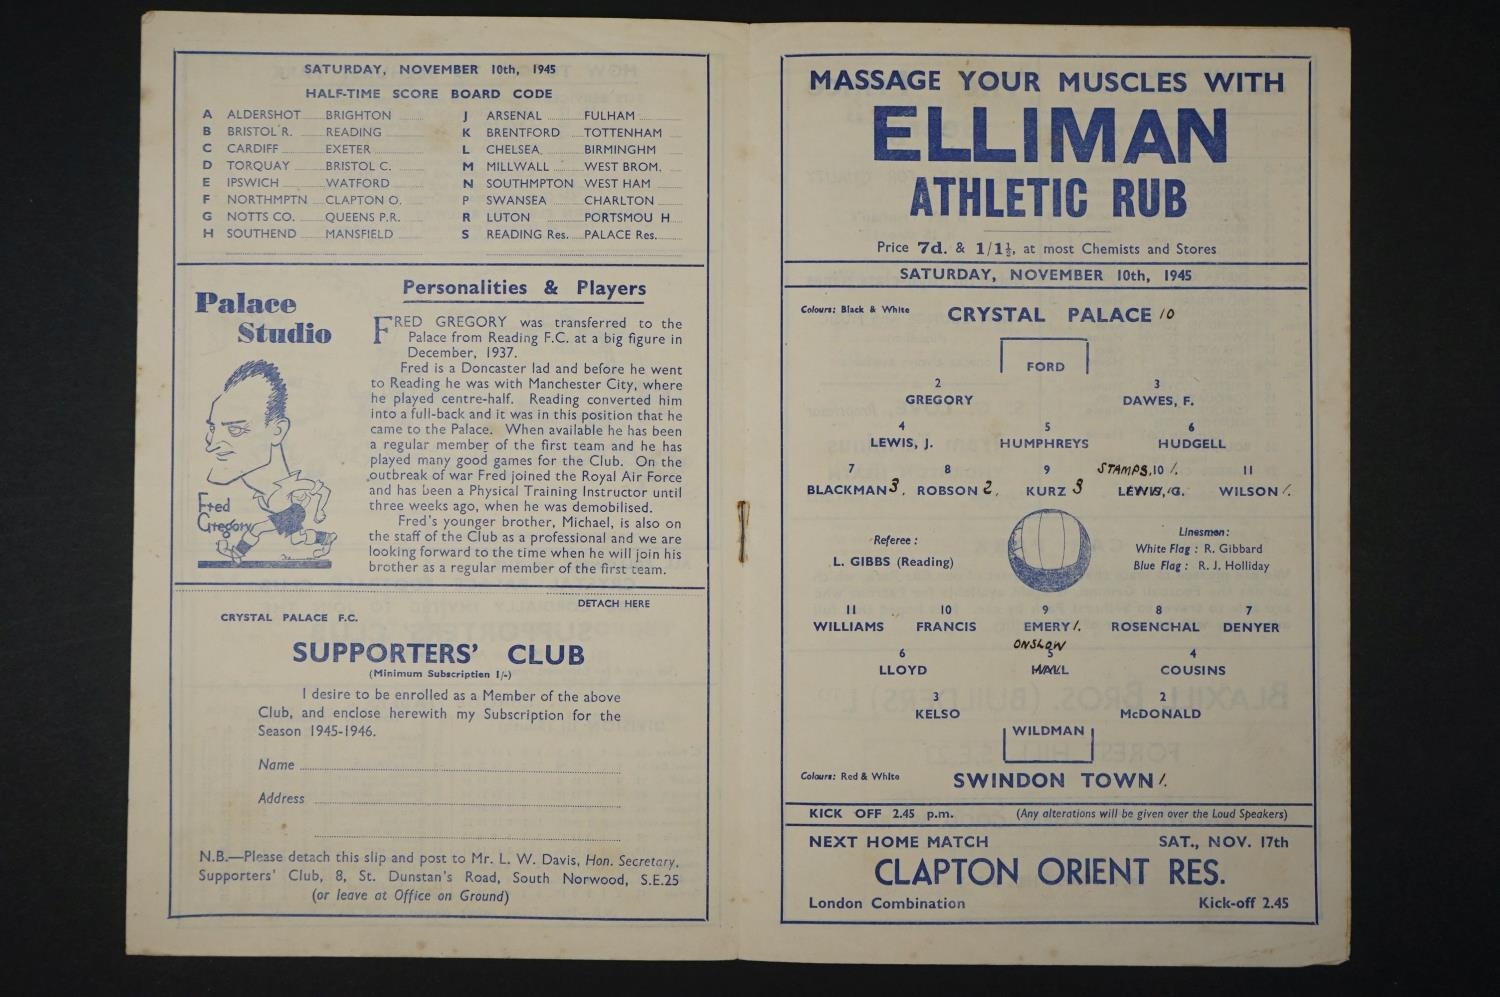 SATURDAY, NOVEMBER 10th, 1945
HALF-TIME SCORE BOARD CODE
A ALDERSHOT BRIGHTON
B BRISTOL R. READING
C CARDIFF EXETER
D TORQUAY BRISTOL C.
E IPSWICH WATFORD
F NORTHMPTN CLAPTON O.
G NOTTS CO. QUEENS P.R.
H SOUTHEND MANSFIELD
J ARSENAL FULHAM
K BRENTFORD TOTTENHAM
L CHELSEA BIRMINGHM
M MILLWALL WEST BROM.
N SOUTHMPTON WEST HAM
P SWANSEA CHARLTON
R LUTON PORTSMOU H
S READING Res. PALACE Res.
Palace
Studio
Fred
Gregory
Personalities & Players
FRED GREGORY was transferred to the
Palace from Reading F.C. at a big figure in
December, 1937.
Fred is a Doncaster lad and before he went
to Reading he was with Manchester City, where
he played centre-half. Reading converted him
into a full-back and it was in this position that he
came to the Palace. When available he has been
a regular member of the first team and he has
played many good games for the Club. On the
outbreak of war Fred joined the Royal Air Force
and has been a Physical Training Instructor until
three weeks ago, when he was demobilised.
Fred's younger brother, Michael, is also on
the staff of the Club as a professional and we are
looking forward to the time when he will join his
brother as a regular member of the first team.
DETACH HERE
CRYSTAL PALACE F.C.
SUPPORTERS' CLUB
(Minimum Subscription 1/-)
I desire to be enrolled as a Member of the above
Club, and enclose herewith my Subscription for the
Season 1945-1946.
Name
Address
N.B.—Please detach this slip and post to Mr. L. W. Davis, Hon. Secretary,
Supporters' Club, 8, St. Dunstan's Road, South Norwood, S.E.25
(or leave at Office on Ground)
MASSAGE YOUR MUSCLES WITH
ELLIMAN
ATHLETIC RUB
Price 7d. & 1/1½, at most Chemists and Stores
SATURDAY, NOVEMBER 10th, 1945
Colours: Black & White CRYSTAL PALACE 10
FORD
2 3
GREGORY DAWES, F.
4 5 6
LEWIS, J. HUMPHREYS HUDGELL
7 8 9 STAMPS, 10 1. 11
BLACKMAN 3. ROBSON 2. KURZ 3 LEWIS, G. WILSON 1.
Referee:
L. GIBBS (Reading)
Linesmen:
White Flag: R. Gibbard
Blue Flag: R. J. Holliday
11 10 9 8 7
WILLIAMS FRANCIS EMERY 1. ROSENCHAL DENYER
ONSLOW
6 5 4
LLOYD HALL COUSINS
3 2
KELSO McDONALD
WILDMAN
Colours: Red & White SWINDON TOWN 1.
KICK OFF 2.45 p.m. (Any alterations will be given over the Loud Speakers)
NEXT HOME MATCH SAT., NOV. 17th
CLAPTON ORIENT RES.
London Combination Kick-off 2.45